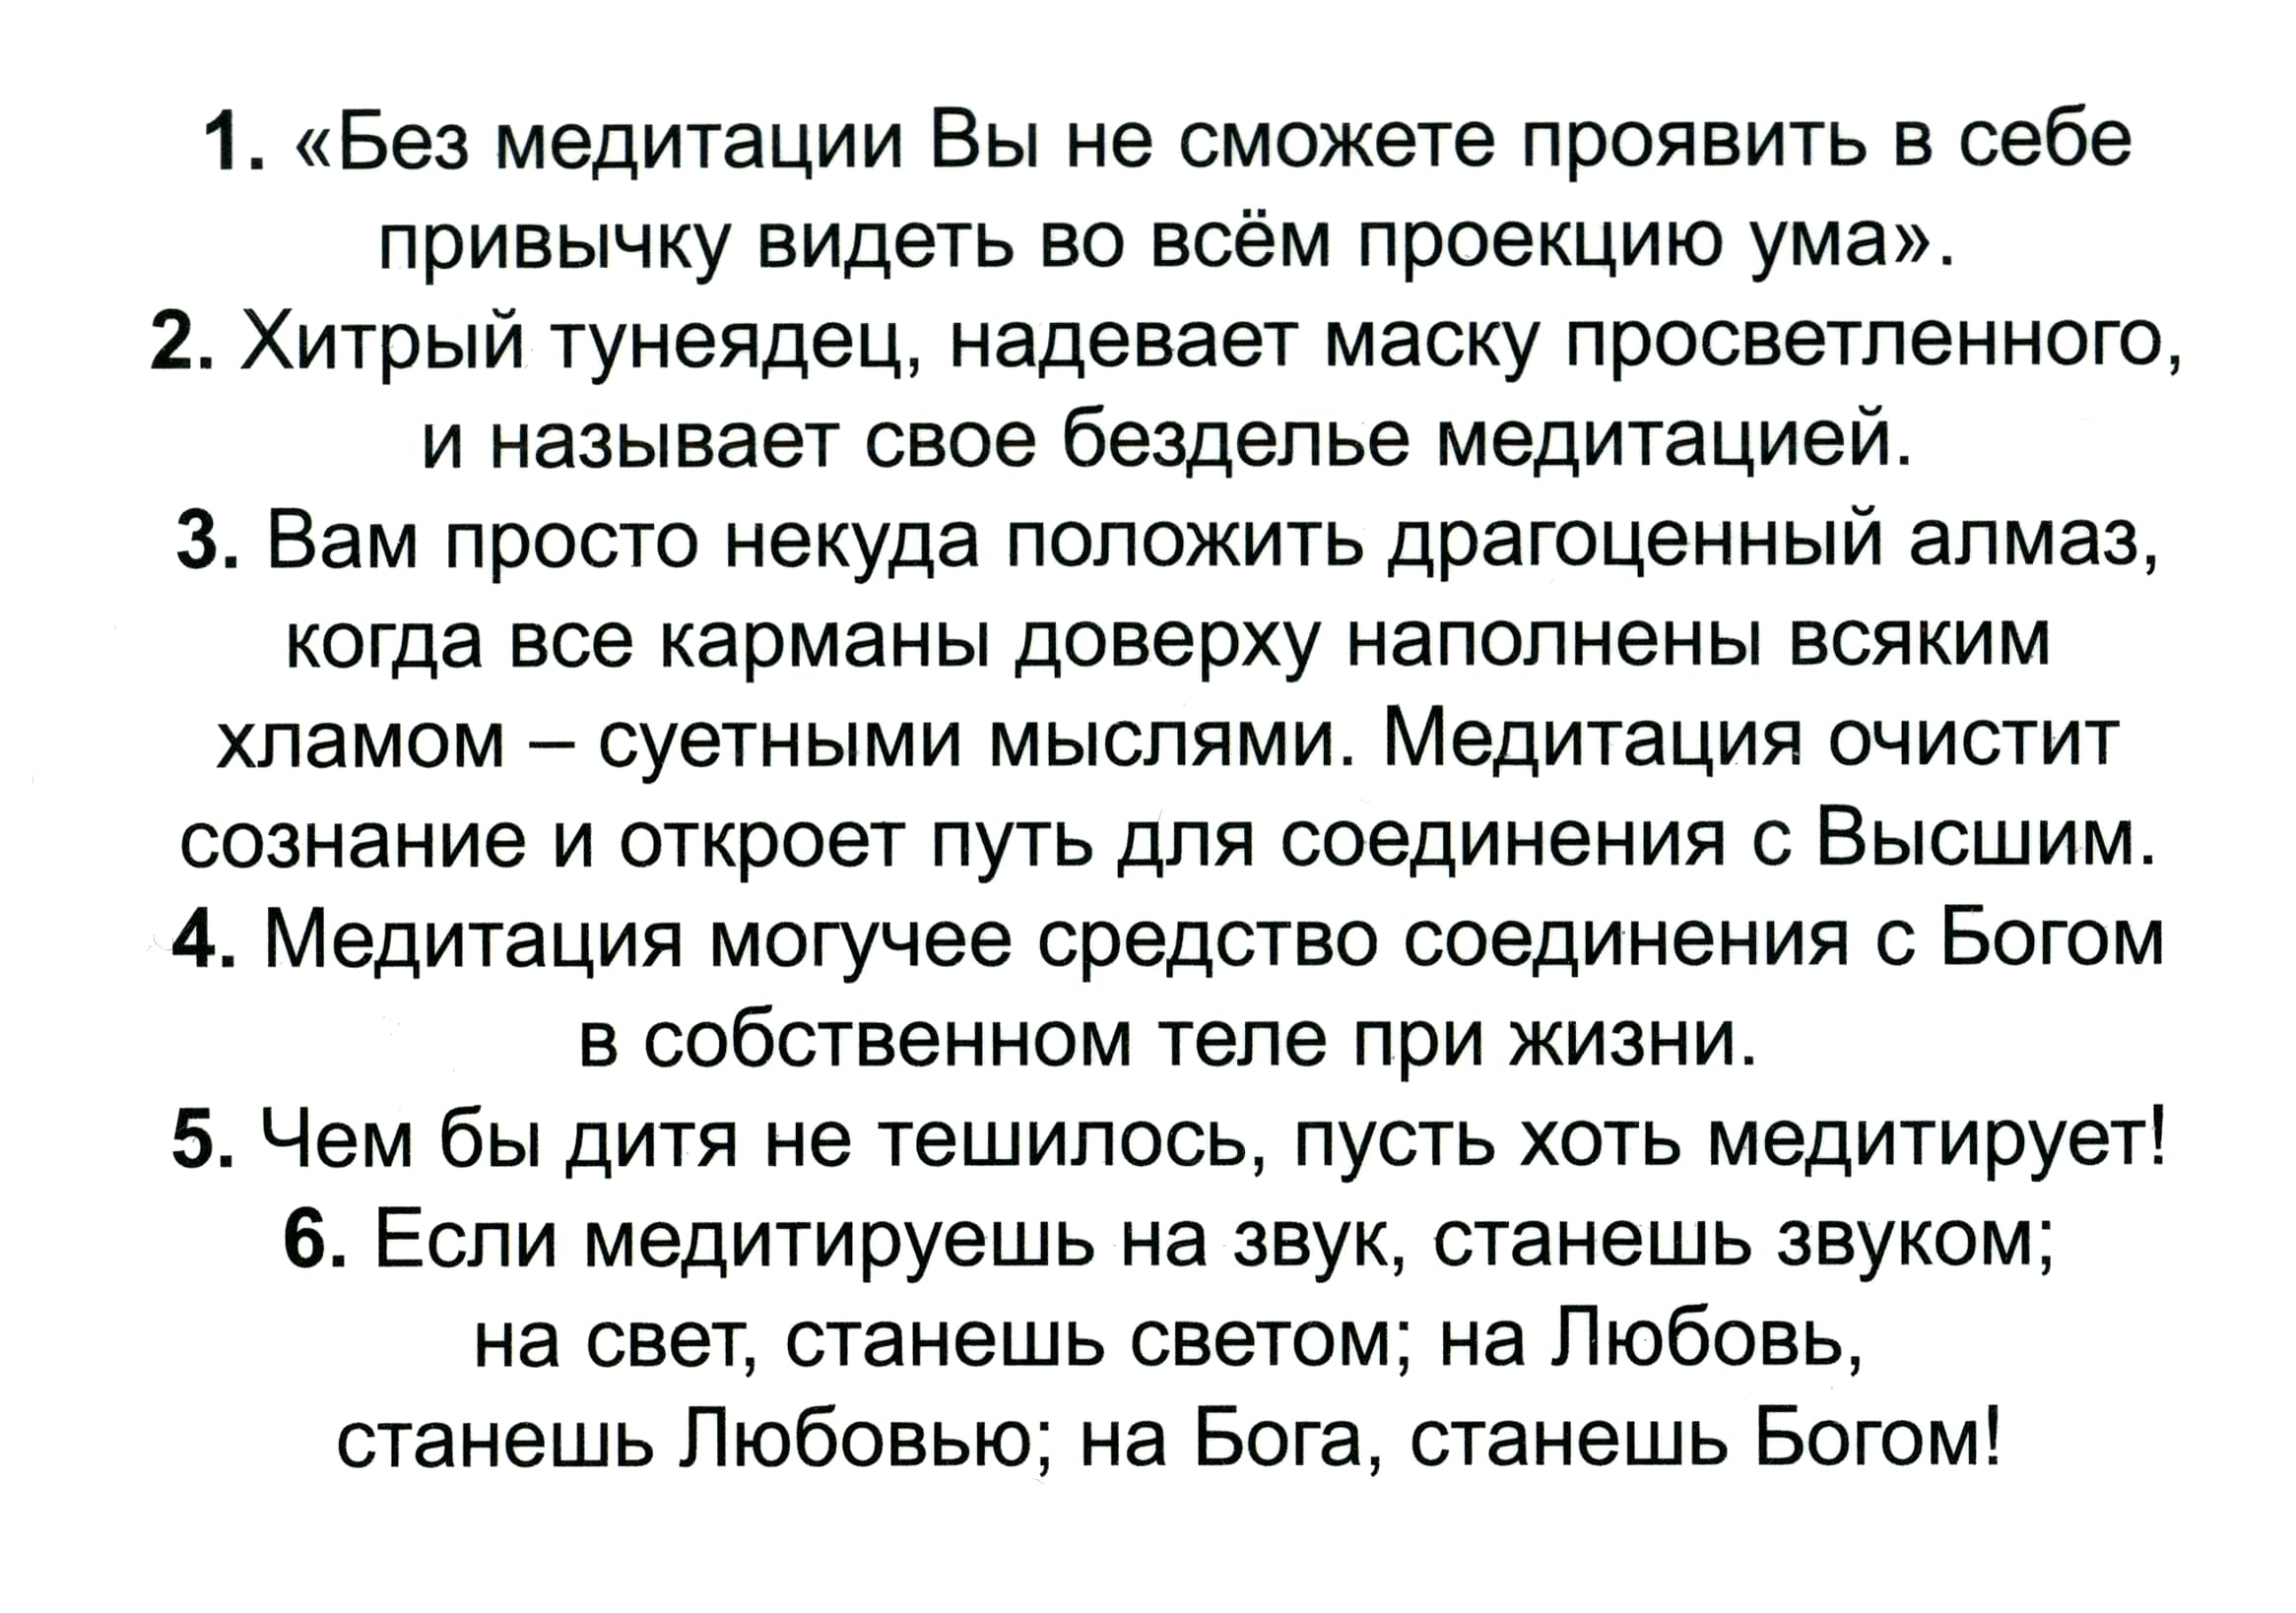 1. «Без медитации Вы не сможете проявить в себе
привычку видеть во всём проекцию ума».
2. Хитрый тунеядец, надевает маску просветленного,
и называет свое безделье медитацией.
3. Вам просто некуда положить драгоценный алмаз,
когда все карманы доверху наполнены всяким
хламом – суетными мыслями. Медитация очистит
сознание и откроет путь для соединения с Высшим.
4. Медитация могучее средство соединения с Богом
в собственном теле при жизни.
5. Чем бы дитя не тешилось, пусть хоть медитирует!
6. Если медитируешь на звук, станешь звуком;
на свет, станешь светом; на Любовь,
станешь Любовью; на Бога, станешь Богом!